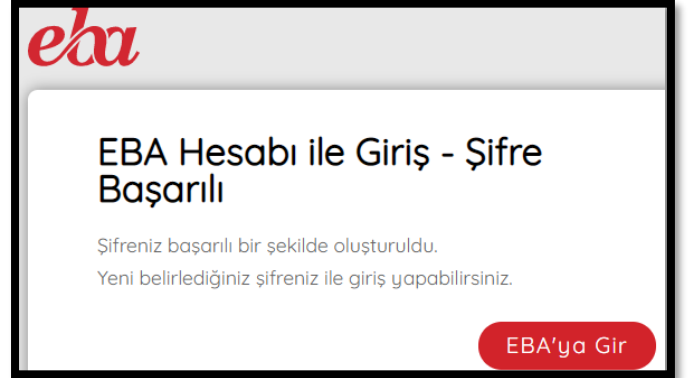 eba
EBA Hesabı ile Giriş - Şifre
Başarılı
Şifreniz başarılı bir şekilde oluşturuldu.
Yeni belirlediğiniz şifreniz ile giriş yapabilirsiniz.
EBA'ya Gir